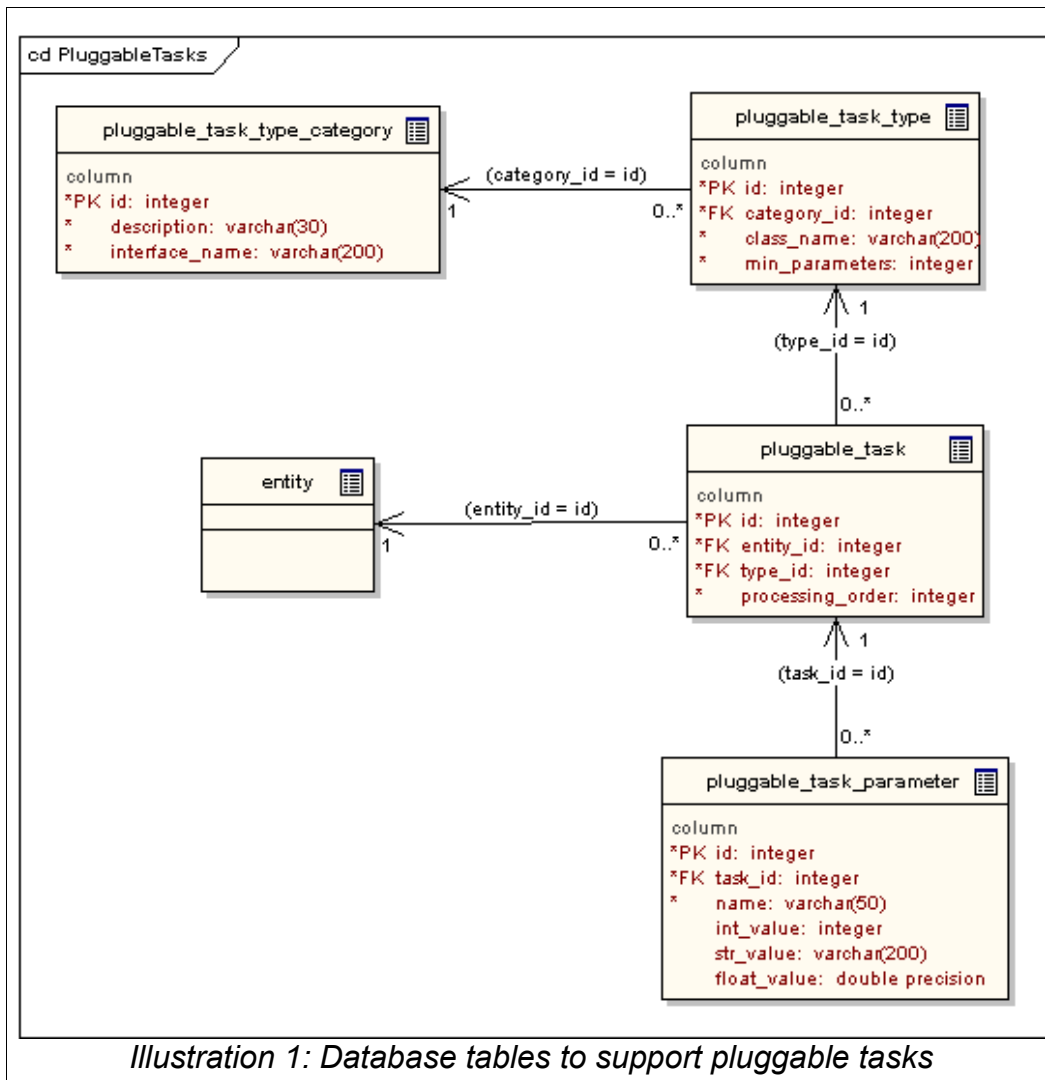 cd PluggableTasks
pluggable_task_type_category
column
*PK id: integer
* description: varchar(30)
* interface_name: varchar(200)
(category_id = id)
1
0..*
pluggable_task_type
column
*PK id: integer
*FK category_id: integer
* class_name: varchar(200)
* min_parameters: integer
1
(type_id = id)
0..*
entity
(entity_id = id)
1
0..*
pluggable_task
column
*PK id: integer
*FK entity_id: integer
*FK type_id: integer
* processing_order: integer
1
(task_id = id)
0..*
pluggable_task_parameter
column
*PK id: integer
*FK task_id: integer
* name: varchar(50)
int_value: integer
str_value: varchar(200)
float_value: double precision
Illustration 1: Database tables to support pluggable tasks